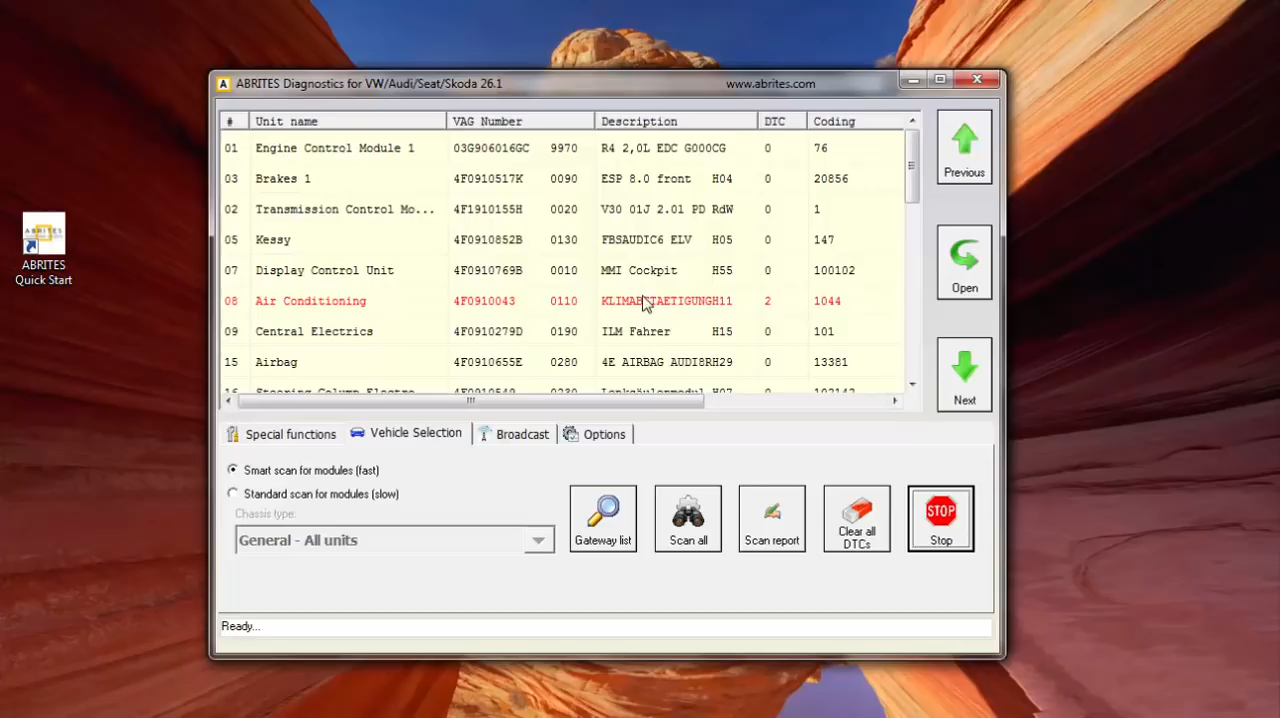 ABRITES Diagnostics for VW/Audi/Seat/Skoda 26.1 www.abrites.com
# Unit name VAG Number Description DTC Coding
01 Engine Control Module 1 03G906016GC 9970 R4 2,0L EDC G000CG 0 76
03 Brakes 1 4F0910517K 0090 ESP 8.0 front H04 0 20856
02 Transmission Control Mo... 4F1910155H 0020 V30 01J 2.0l PD RdW 0 1
05 Kessy 4F0910852B 0130 FBSAUDIC6 ELV H05 0 147
07 Display Control Unit 4F0910769B 0010 MMI Cockpit H55 0 100102
08 Air Conditioning 4F0910043 0110 2 1044
09 Central Electrics 4F0910279D 0190 ILM Fahrer H15 0 101
15 Airbag 4F0910655E 0280 4E AIRBAG AUDI8RH29 0 13381
Previous
Open
Next
ABRITES
Quick Start
Special functions Vehicle Selection Broadcast Options
Smart scan for modules (fast)
Standard scan for modules (slow)
Chassis type:
General - All units
Gateway list
Scan all
Scan report
Clear all
DTCs
STOP
Stop
Ready...